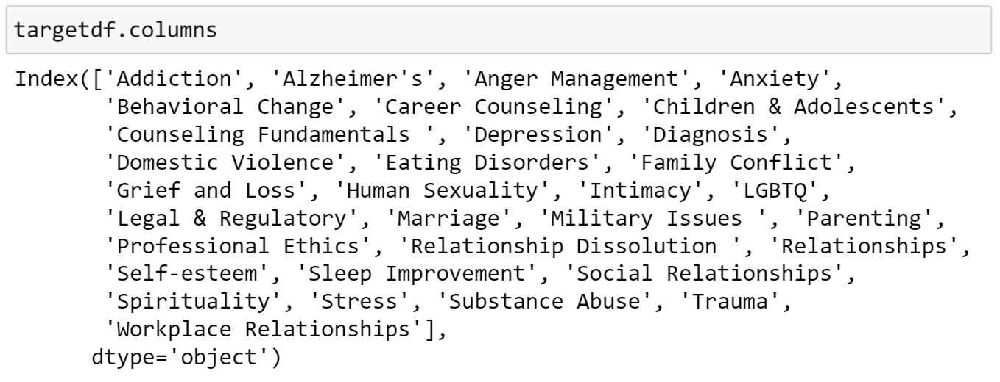 targetdf.columns
Index(['Addiction', 'Alzheimer's', 'Anger Management', 'Anxiety',
'Behavioral Change', 'Career Counseling', 'Children & Adolescents',
'Counseling Fundamentals ', 'Depression', 'Diagnosis',
'Domestic Violence', 'Eating Disorders', 'Family Conflict',
'Grief and Loss', 'Human Sexuality', 'Intimacy', 'LGBTQ',
'Legal & Regulatory', 'Marriage', 'Military Issues ', 'Parenting',
'Professional Ethics', 'Relationship Dissolution ', 'Relationships',
'Self-esteem', 'Sleep Improvement', 'Social Relationships',
'Spirituality', 'Stress', 'Substance Abuse', 'Trauma',
'Workplace Relationships'],
dtype='object')